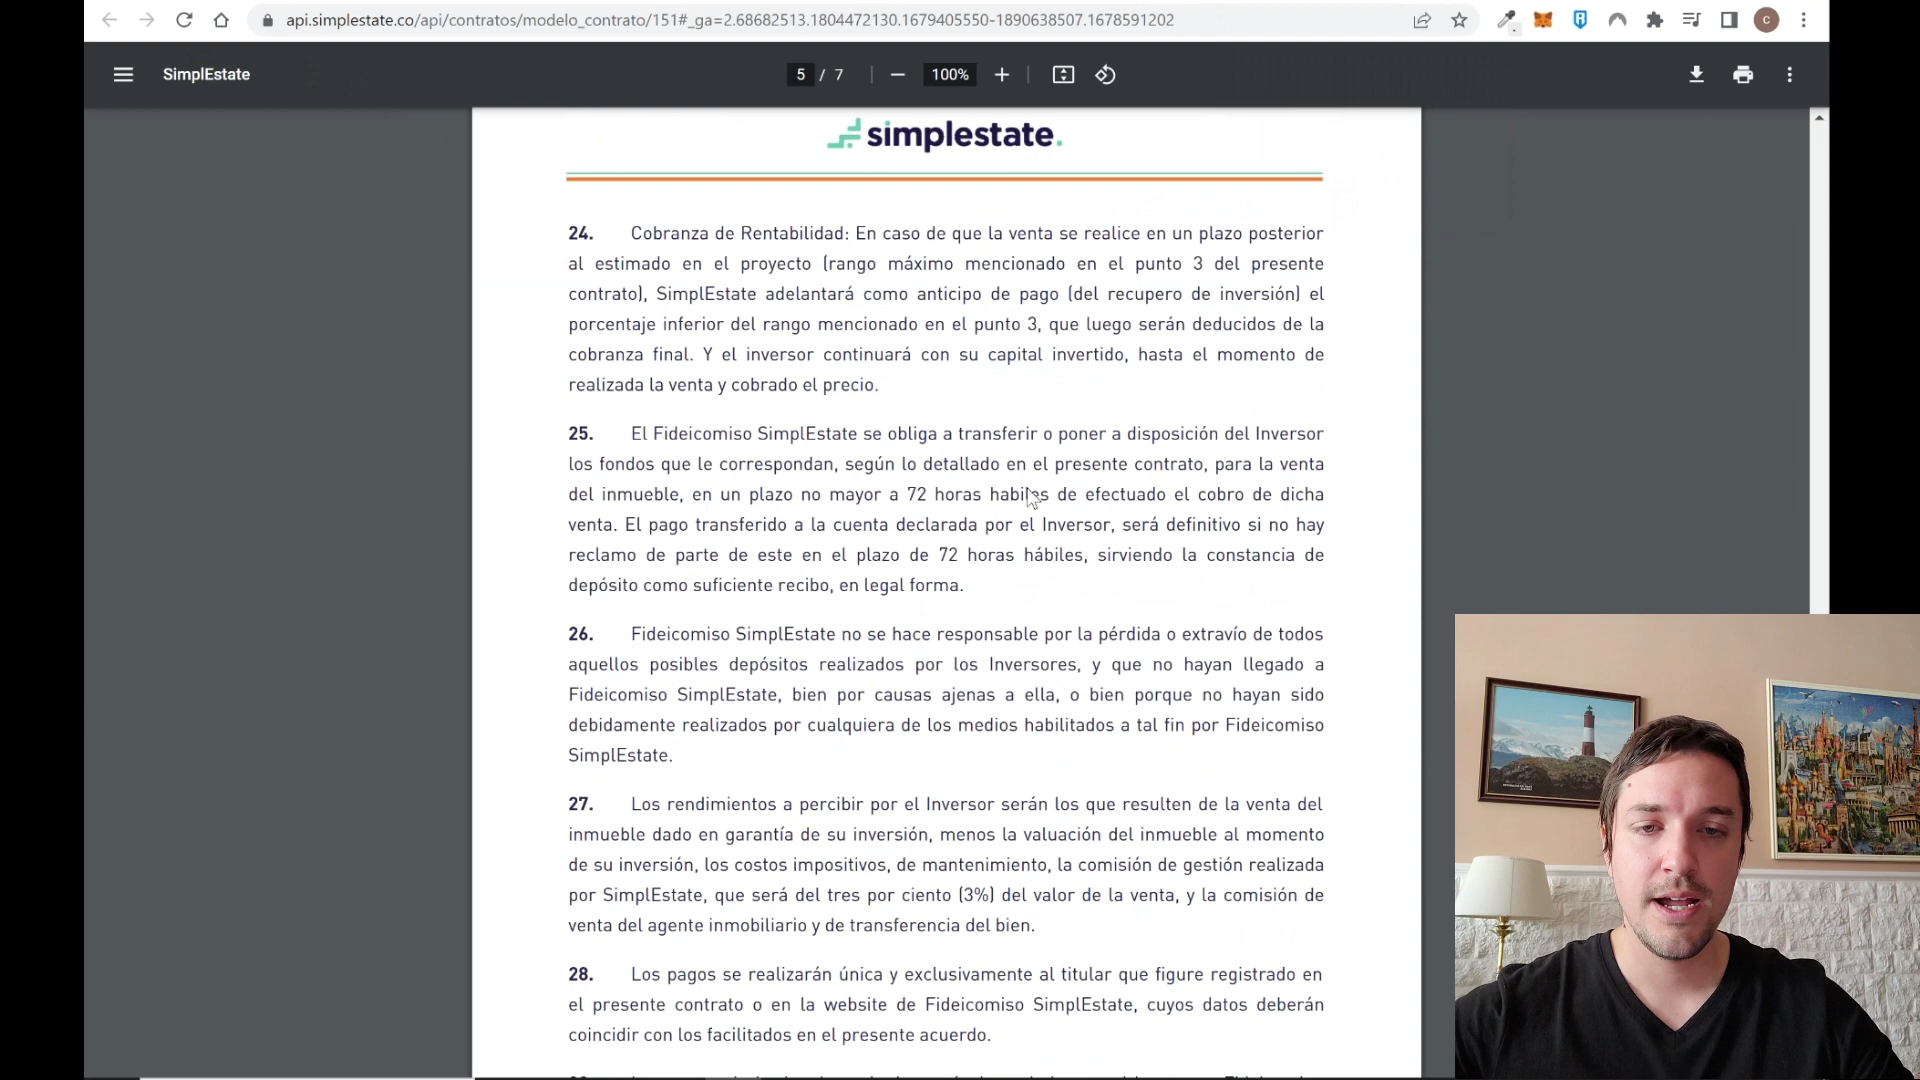 api.simplestate.co/api/contratos/modelo_contrato/151#_ga=2.68682513.1804472130.1679405550-1890638507.1678591202
C
SimplEstate
5 / 7
100%
simplestate.
24. Cobranza de Rentabilidad: En caso de que la venta se realice en un plazo posterior
al estimado en el proyecto (rango máximo mencionado en el punto 3 del presente
contrato), SimplEstate adelantará como anticipo de pago (del recupero de inversión) el
porcentaje inferior del rango mencionado en el punto 3, que luego serán deducidos de la
cobranza final. Y el inversor continuará con su capital invertido, hasta el momento de
realizada la venta y cobrado el precio.
25. El Fideicomiso SimplEstate se obliga a transferir o poner a disposición del Inversor
los fondos que le correspondan, según lo detallado en el presente contrato, para la venta
del inmueble, en un plazo no mayor a 72 horas habiles de efectuado el cobro de dicha
venta. El pago transferido a la cuenta declarada por el Inversor, será definitivo si no hay
reclamo de parte de este en el plazo de 72 horas hábiles, sirviendo la constancia de
depósito como suficiente recibo, en legal forma.
26. Fideicomiso SimplEstate no se hace responsable por la pérdida o extravío de todos
aquellos posibles depósitos realizados por los Inversores, y que no hayan llegado a
Fideicomiso SimplEstate, bien por causas ajenas a ella, o bien porque no hayan sido
debidamente realizados por cualquiera de los medios habilitados a tal fin por Fideicomiso
SimplEstate.
27. Los rendimientos a percibir por el Inversor serán los que resulten de la venta del
inmueble dado en garantía de su inversión, menos la valuación del inmueble al momento
de su inversión, los costos impositivos, de mantenimiento, la comisión de gestión realizada
por SimplEstate, que será del tres por ciento (3%) del valor de la venta, y la comisión de
venta del agente inmobiliario y de transferencia del bien.
28. Los pagos se realizarán única y exclusivamente al titular que figure registrado en
el presente contrato o en la website de Fideicomiso SimplEstate, cuyos datos deberán
coincidir con los facilitados en el presente acuerdo.